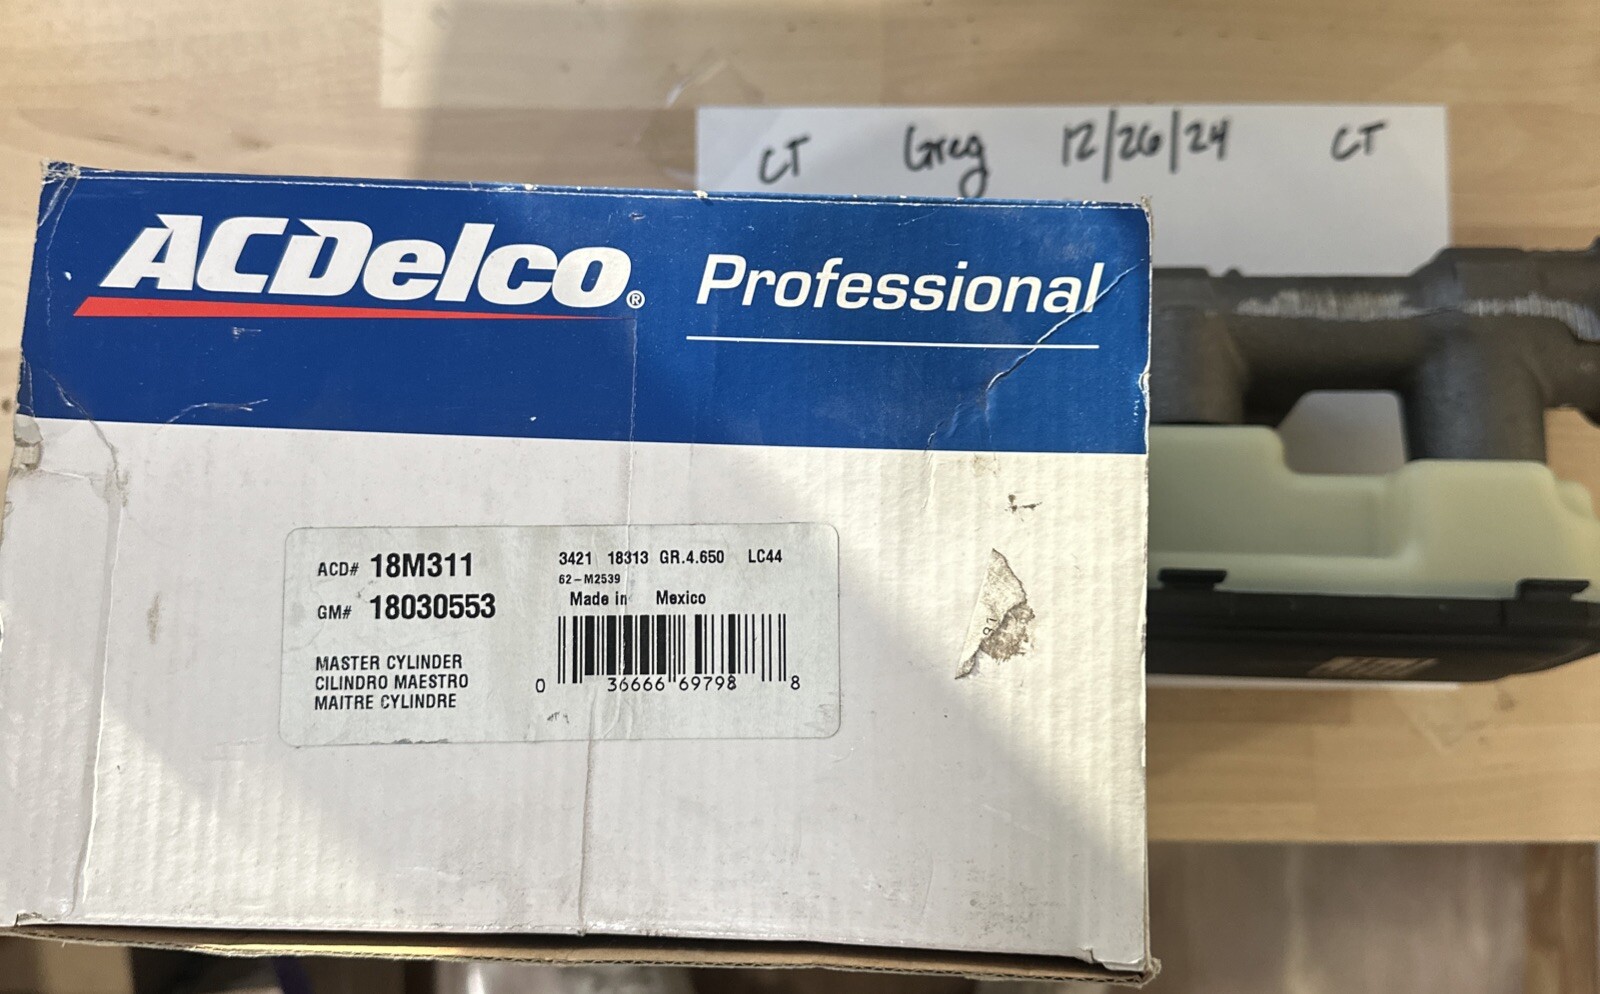 CT Greg 12/26/24 CT
ACDelco® Professional
ACD# 18M311
GM# 18030553
MASTER CYLINDER
CILINDRO MAESTRO
MAITRE CYLINDRE
3421 18313 GR.4.650 LC44
62-M2539
Made in Mexico
0 36666 69798 8